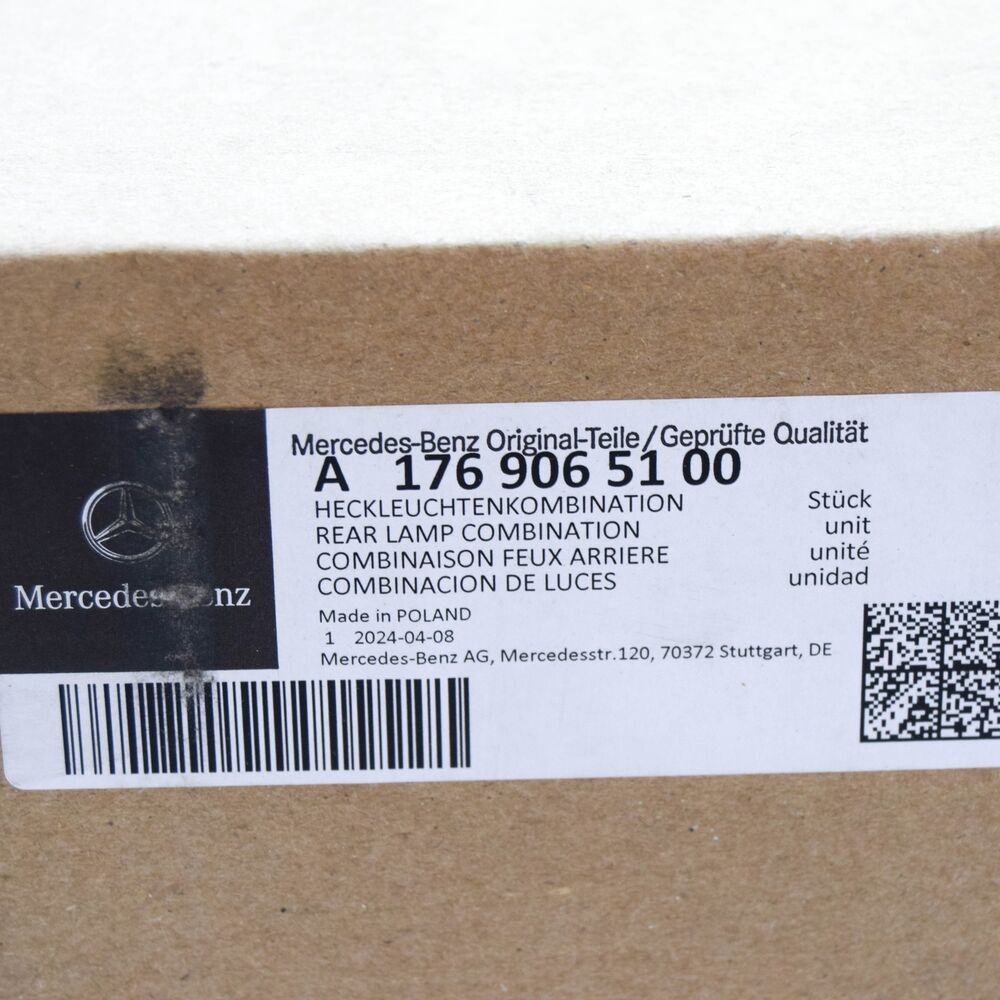 Mercedes-Benz Original-Teile/Geprüfte Qualität
A 176 906 51 00
HECKLEUCHTENKOMBINATION Stück
REAR LAMP COMBINATION unit
COMBINAISON FEUX ARRIERE unité
COMBINACION DE LUCES unidad
Mercedes-Benz
Made in POLAND
1 2024-04-08
Mercedes-Benz AG, Mercedesstr.120, 70372 Stuttgart, DE